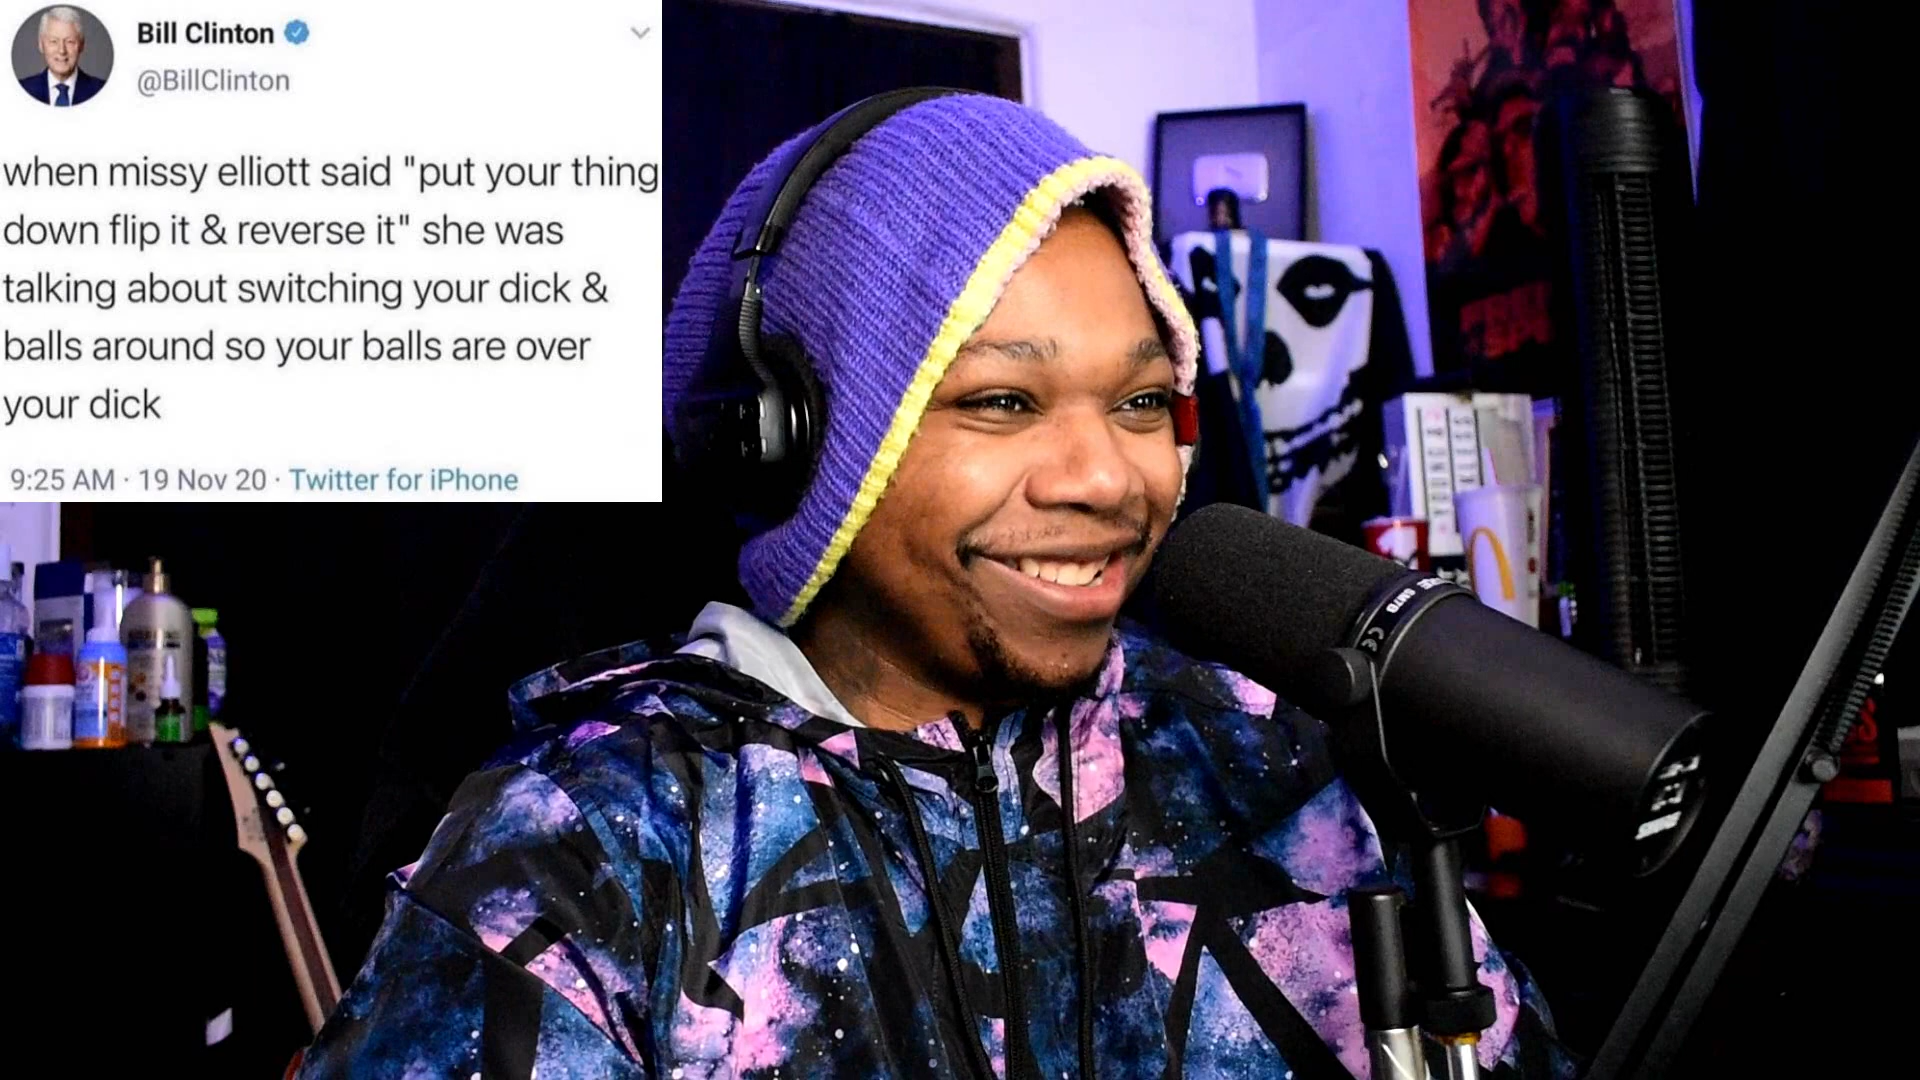 Bill Clinton
@BillClinton
when missy elliott said "put your thing
down flip it & reverse it" she was
talking about switching your dick &
balls around so your balls are over
your dick
9:25 AM · 19 Nov 20 · Twitter for iPhone
SM7B
CE